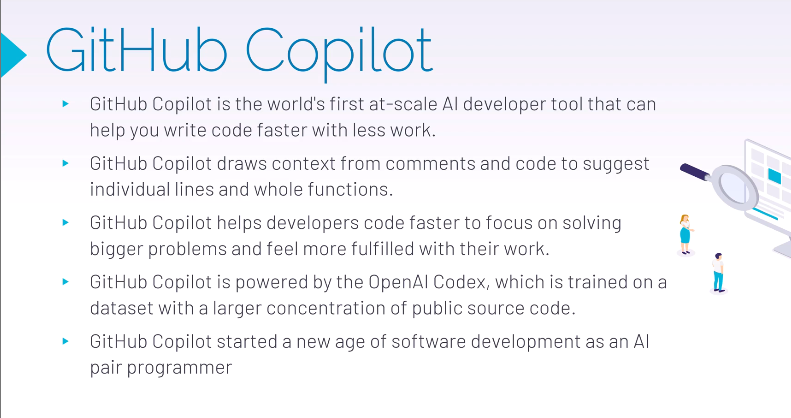 GitHub Copilot
GitHub Copilot is the world's first at-scale AI developer tool that can
help you write code faster with less work.
GitHub Copilot draws context from comments and code to suggest
individual lines and whole functions.
GitHub Copilot helps developers code faster to focus on solving
bigger problems and feel more fulfilled with their work.
GitHub Copilot is powered by the OpenAI Codex, which is trained on a
dataset with a larger concentration of public source code.
GitHub Copilot started a new age of software development as an AI
pair programmer